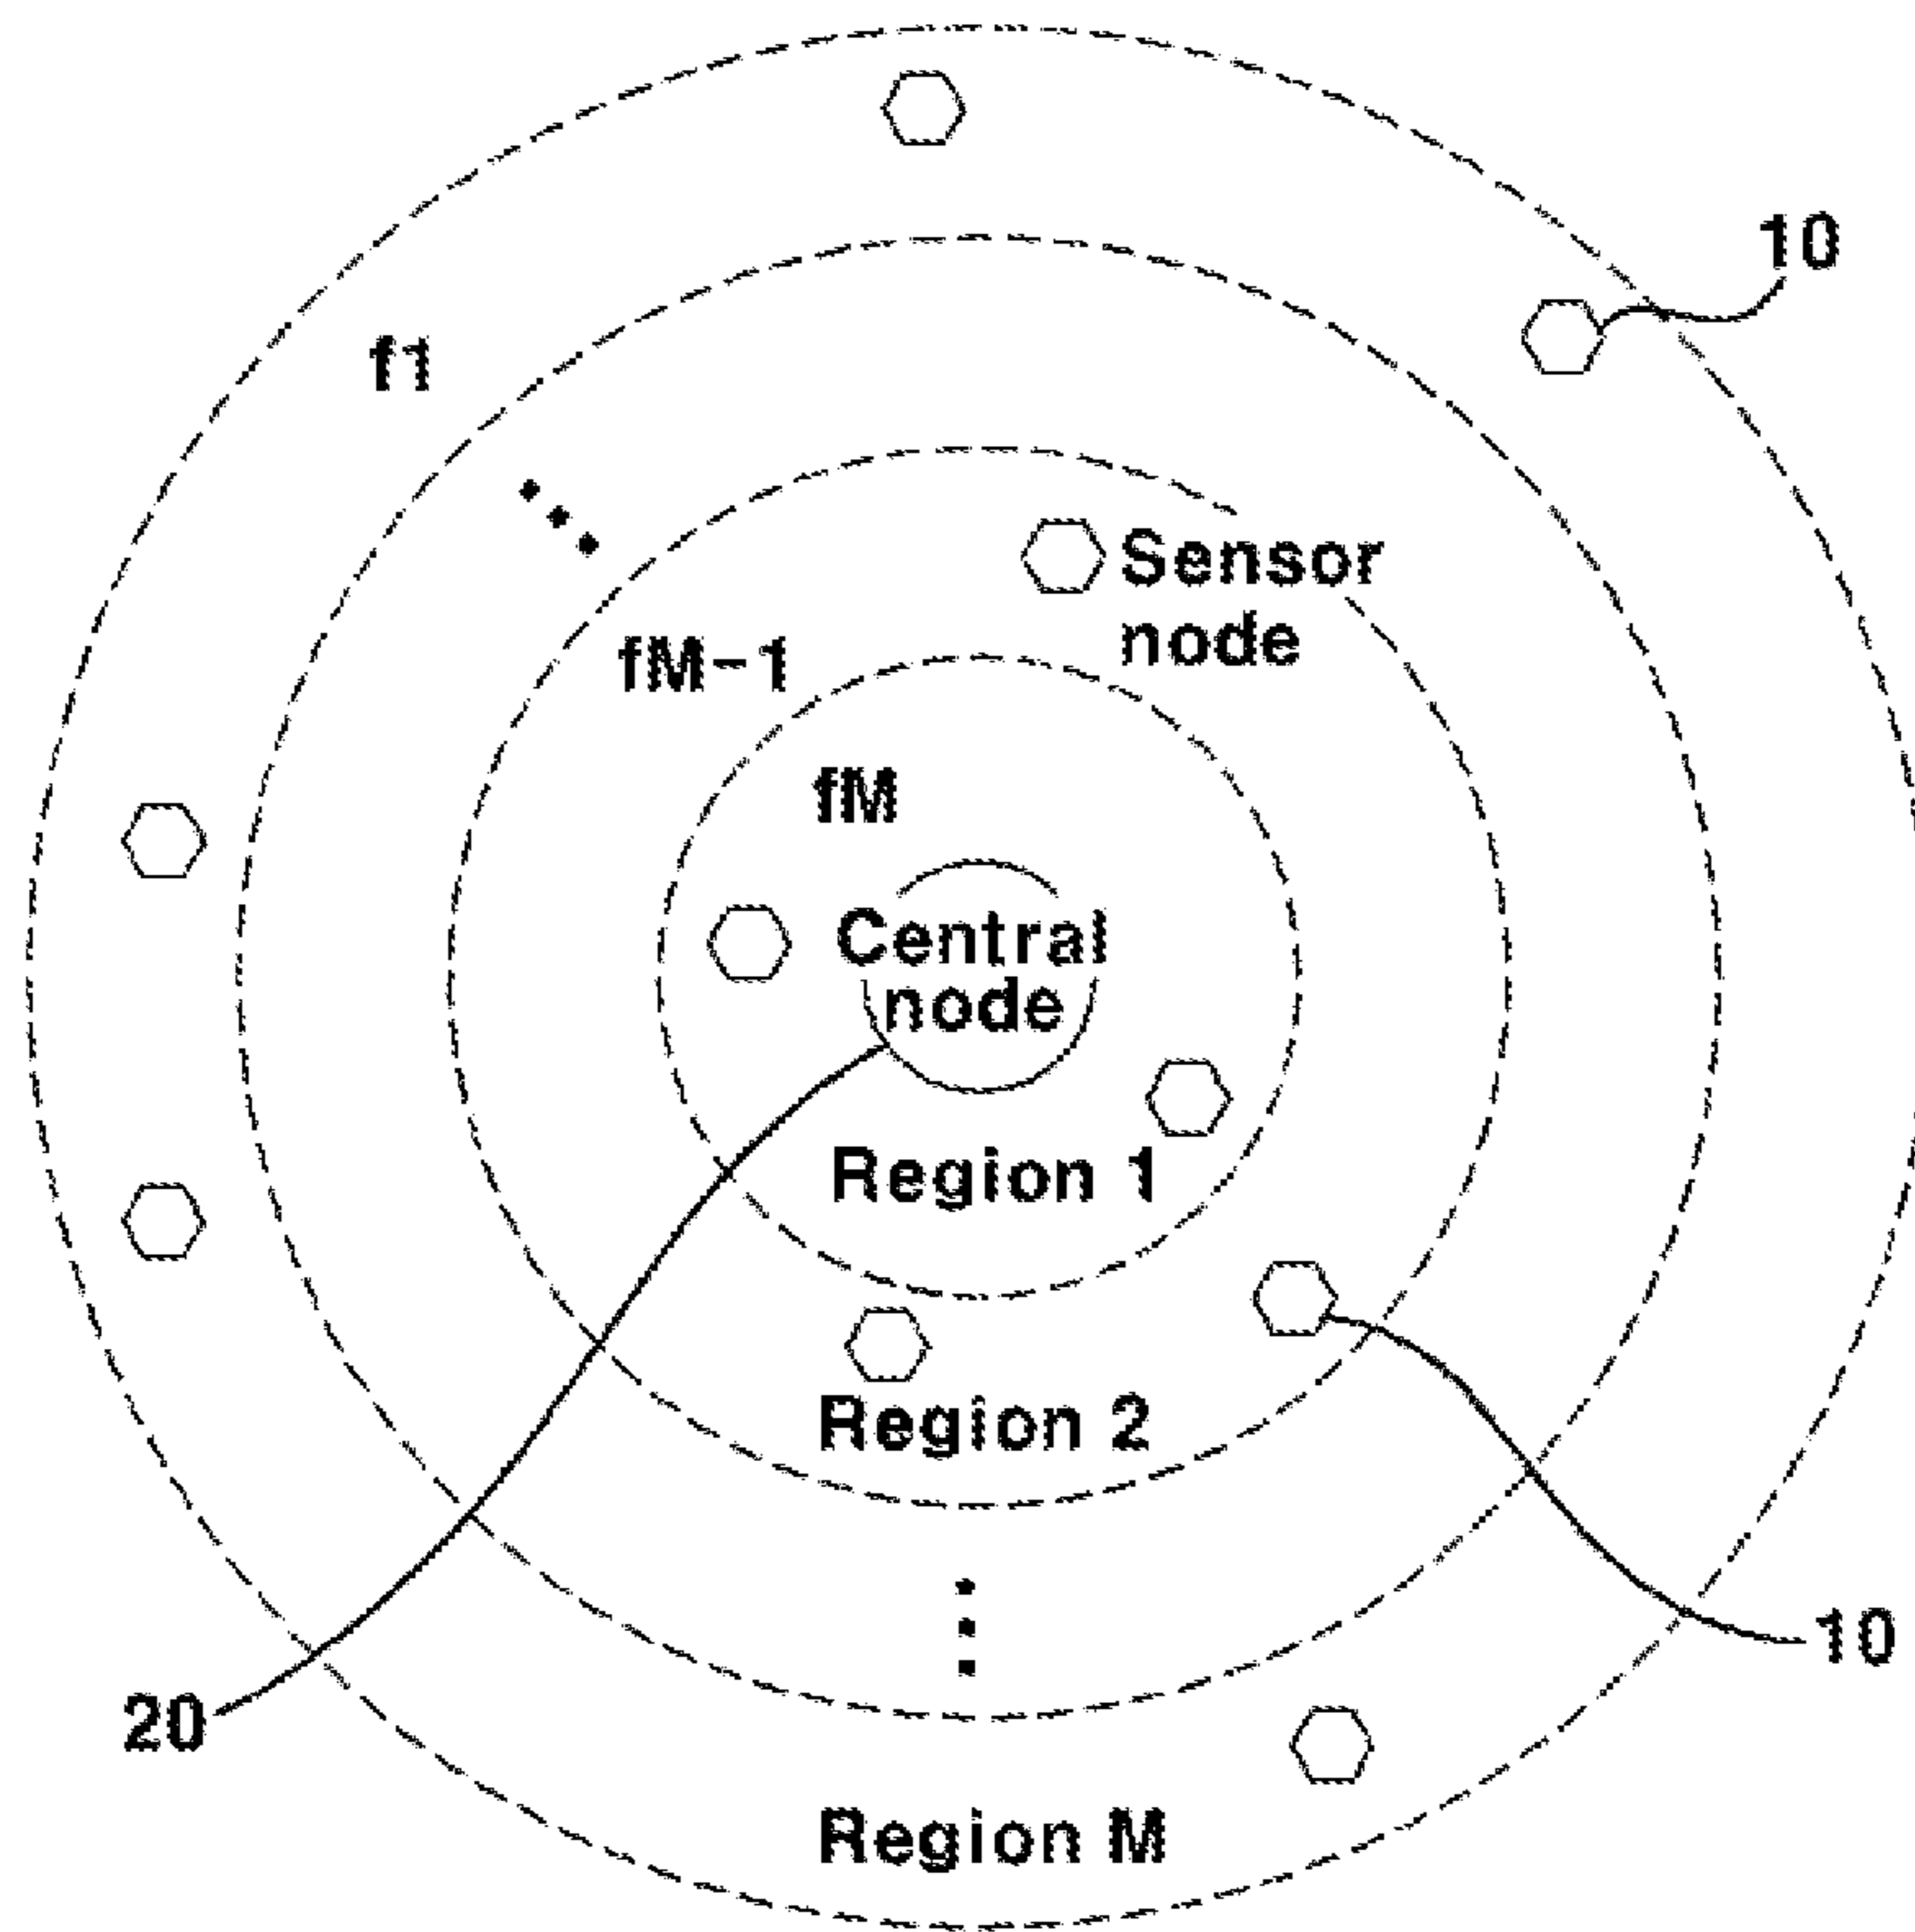 10
f1
Sensor
node
fM-1
fM
Central
node
Region 1
Region 2
10
20
Region M